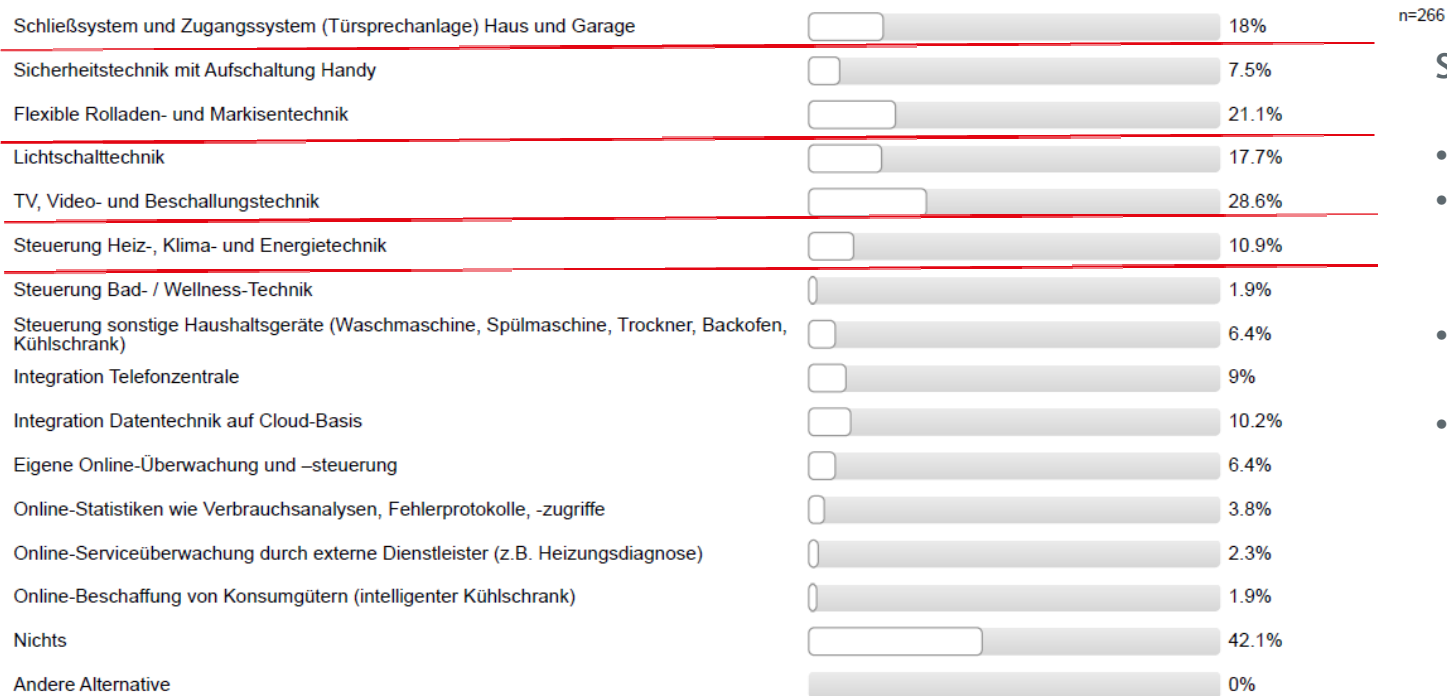 Schließsystem und Zugangssystem (Türsprechanlage) Haus und Garage 18% n=266
Sicherheitstechnik mit Aufschaltung Handy 7.5% S
Flexible Rolladen- und Markisentechnik 21.1%
Lichtschalttechnik 17.7% •
TV, Video- und Beschallungstechnik 28.6% •
Steuerung Heiz-, Klima- und Energietechnik 10.9%
Steuerung Bad- / Wellness-Technik 1.9%
Steuerung sonstige Haushaltsgeräte (Waschmaschine, Spülmaschine, Trockner, Backofen,
Kühlschrank) 6.4% •
Integration Telefonzentrale 9%
Integration Datentechnik auf Cloud-Basis 10.2% •
Eigene Online-Überwachung und –steuerung 6.4%
Online-Statistiken wie Verbrauchsanalysen, Fehlerprotokolle, -zugriffe 3.8%
Online-Serviceüberwachung durch externe Dienstleister (z.B. Heizungsdiagnose) 2.3%
Online-Beschaffung von Konsumgütern (intelligenter Kühlschrank) 1.9%
Nichts 42.1%
Andere Alternative 0%